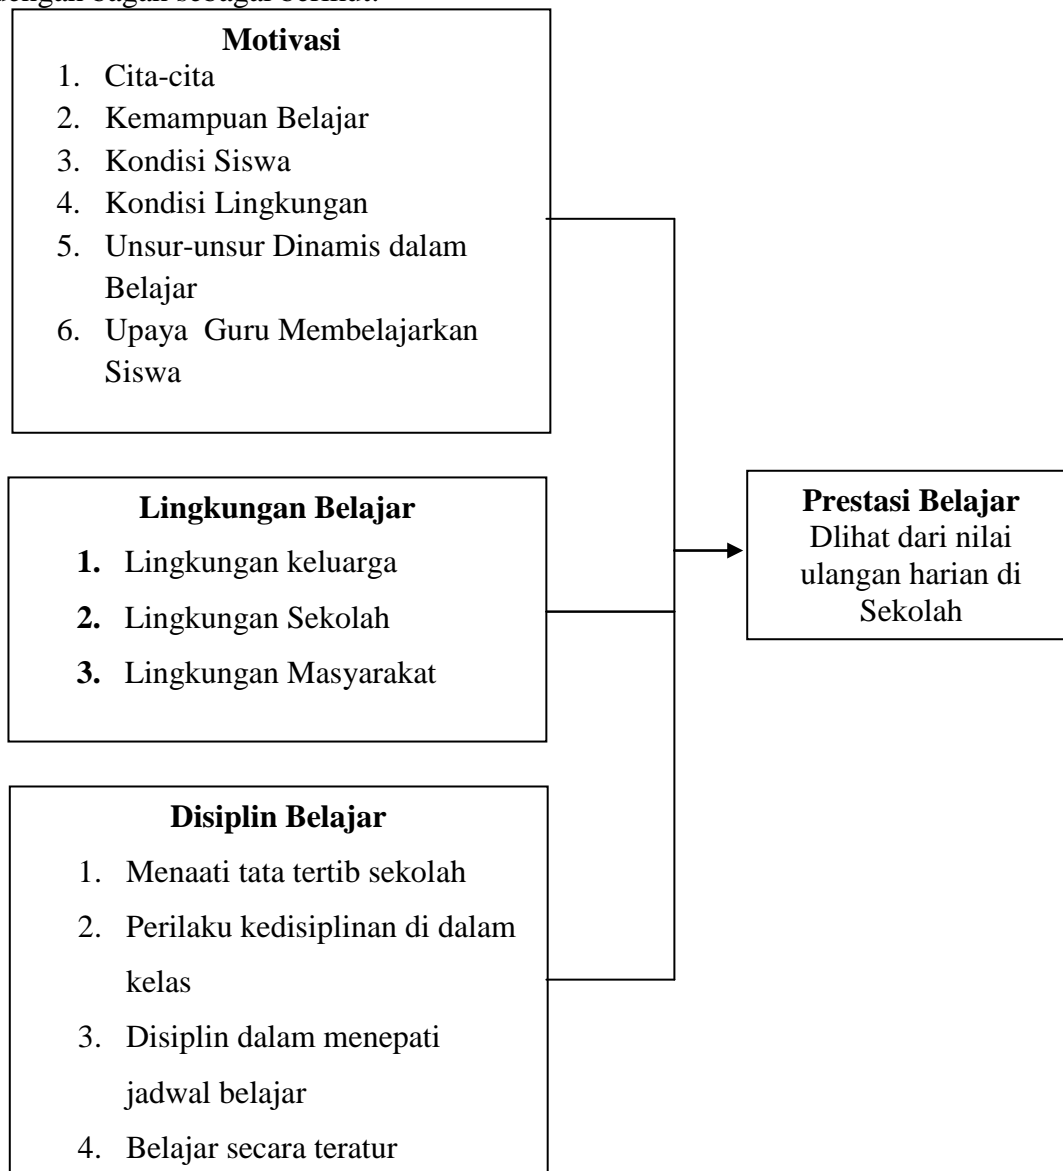 dengan bagan sebagai berikut:
Motivasi
1. Cita-cita
2. Kemampuan Belajar
3. Kondisi Siswa
4. Kondisi Lingkungan
5. Unsur-unsur Dinamis dalam
Belajar
6. Upaya Guru Membelajarkan
Siswa
Lingkungan Belajar
1. Lingkungan keluarga
2. Lingkungan Sekolah
3. Lingkungan Masyarakat
Disiplin Belajar
1. Menaati tata tertib sekolah
2. Perilaku kedisiplinan di dalam
kelas
3. Disiplin dalam menepati
jadwal belajar
4. Belajar secara teratur
Prestasi Belajar
Dlihat dari nilai
ulangan harian di
Sekolah